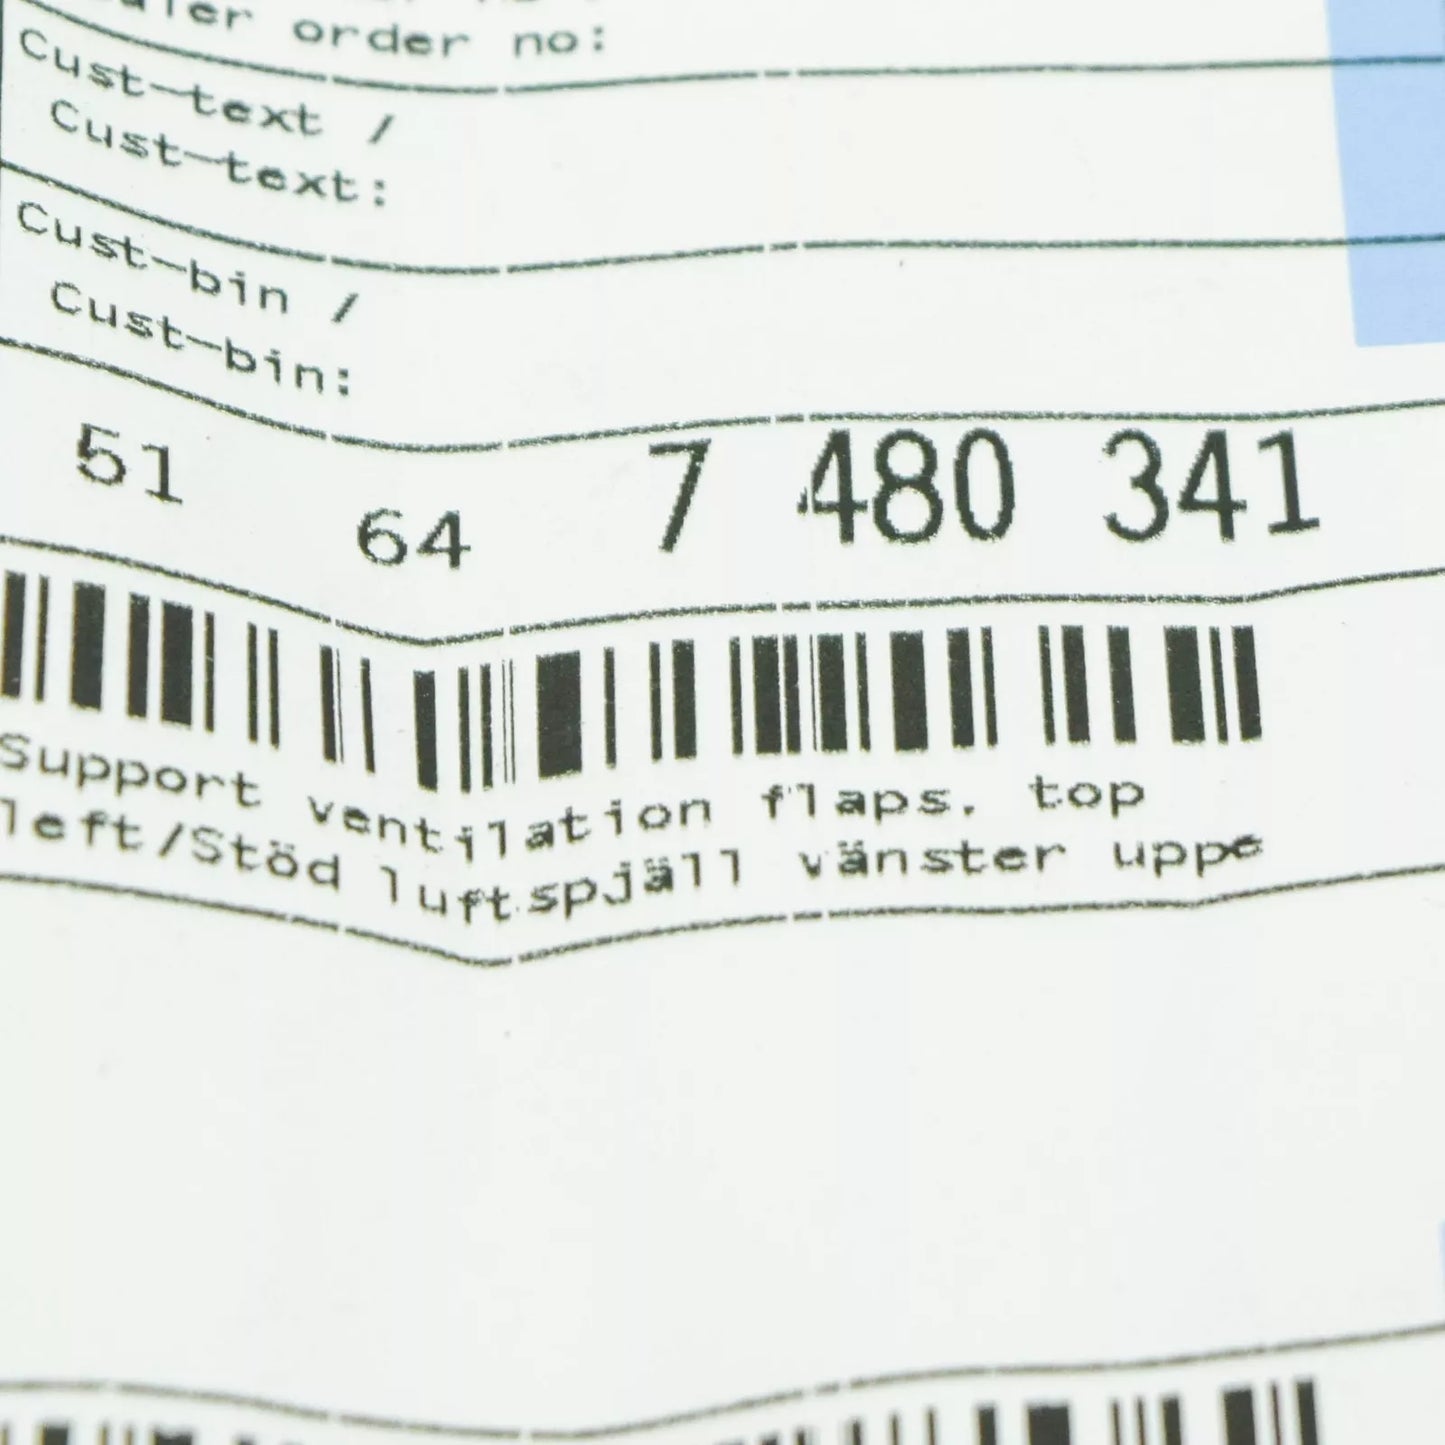 order no:
Cust-text /
Cust-text:
Cust-bin /
Cust-bin:
51 64 7 480 341
Support ventilation flaps, top
left/Stöd luftspjäll vänster uppe